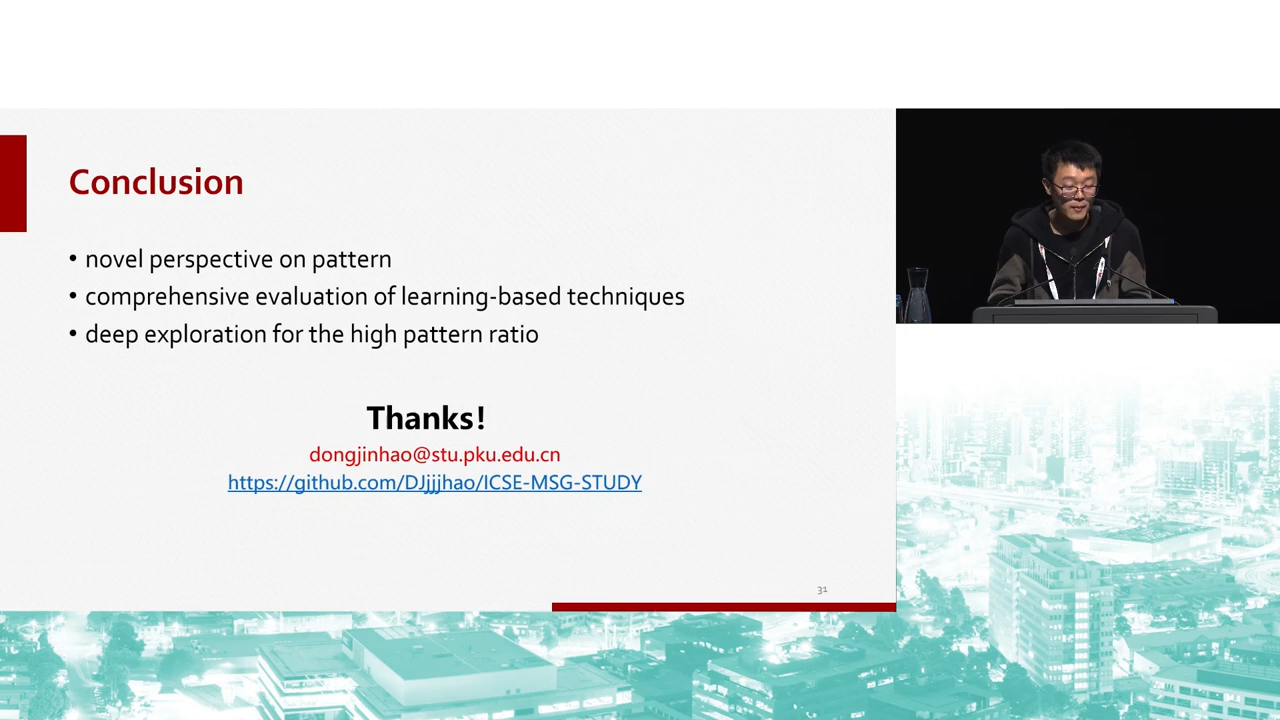 Conclusion
• novel perspective on pattern
• comprehensive evaluation of learning-based techniques
• deep exploration for the high pattern ratio
Thanks!
dongjinhao@stu.pku.edu.cn
https://github.com/DJjjjhao/ICSE-MSG-STUDY
31